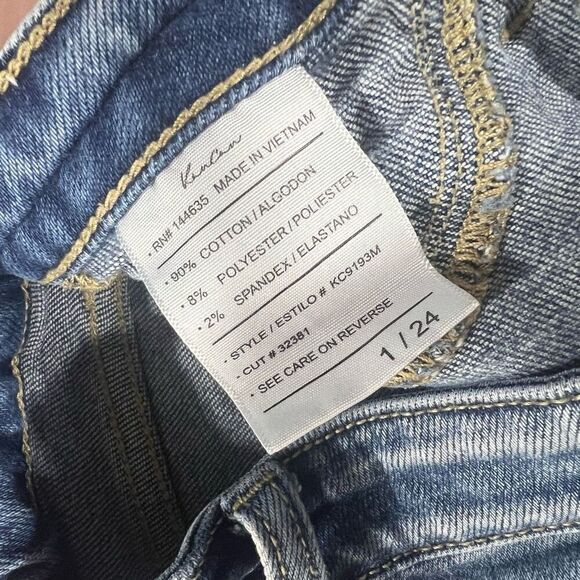 KanCan
· RN# 144635 MADE IN VIETNAM
· 90% COTTON / ALGODON
· 8% POLYESTER / POLIESTER
· 2% SPANDEX / ELASTANO
· STYLE / ESTILO # KC9193M
· CUT # 32381
· SEE CARE ON REVERSE
1 / 24